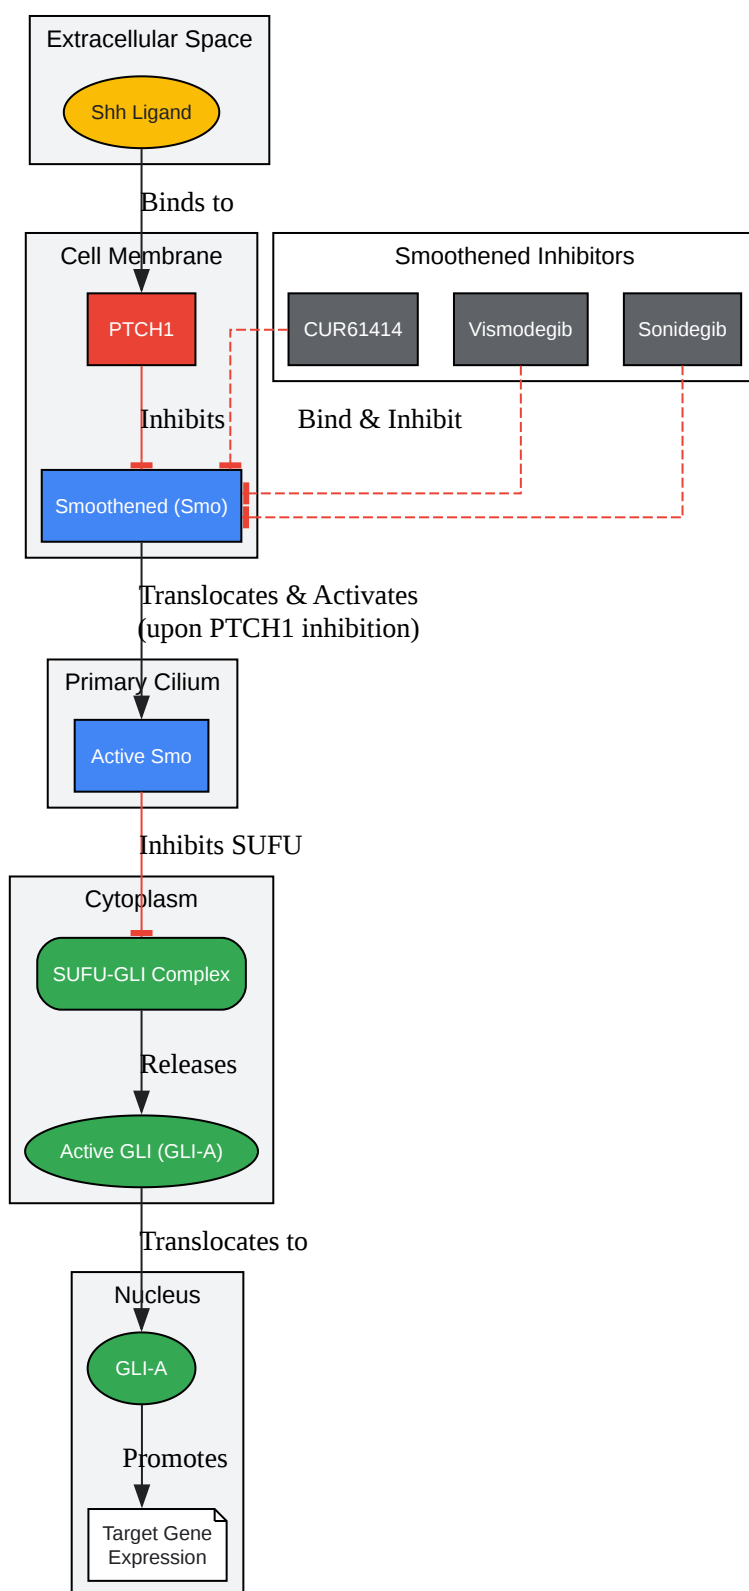 Extracellular Space
Shh Ligand
Binds to
Cell Membrane
Smoothened Inhibitors
PTCH1
CUR61414
Vismodegib
Sonidegib
Inhibits
Bind & Inhibit
Smoothened (Smo)
Translocates & Activates
(upon PTCH1 inhibition)
Primary Cilium
Active Smo
Inhibits SUFU
Cytoplasm
SUFU-GLI Complex
Releases
Active GLI (GLI-A)
Translocates to
Nucleus
GLI-A
Promotes
Target Gene
Expression